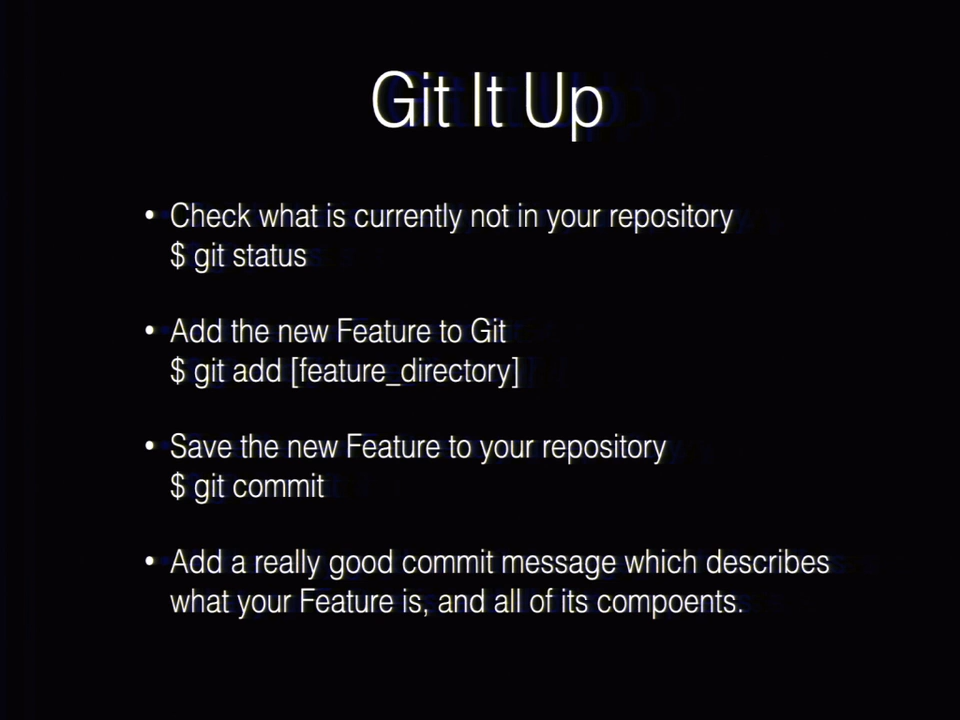 Git It Up
• Check what is currently not in your repository
$ git status
• Add the new Feature to Git
$ git add [feature_directory]
• Save the new Feature to your repository
$ git commit
• Add a really good commit message which describes
what your Feature is, and all of its compoents.